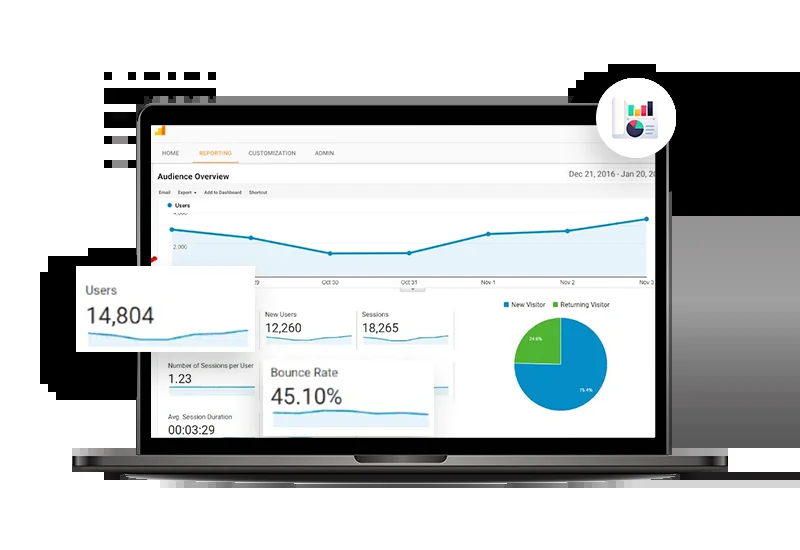 HOME REPORTING CUSTOMIZATION ADMIN
Audience Overview
Dec 21, 2016 - Jan 20, 20
Email Export Add to Dashboard Shortcut
Users
4,000
2,000
29 Oct 30 Oct 31 Nov 1 Nov 2 Nov 3
New Visitor Returning Visitor
Users
14,804
New Users
12,260
Sessions
18,265
24.6%
75.4%
Number of Sessions per User
1.23
Bounce Rate
45.10%
Avg. Session Duration
00:03:29